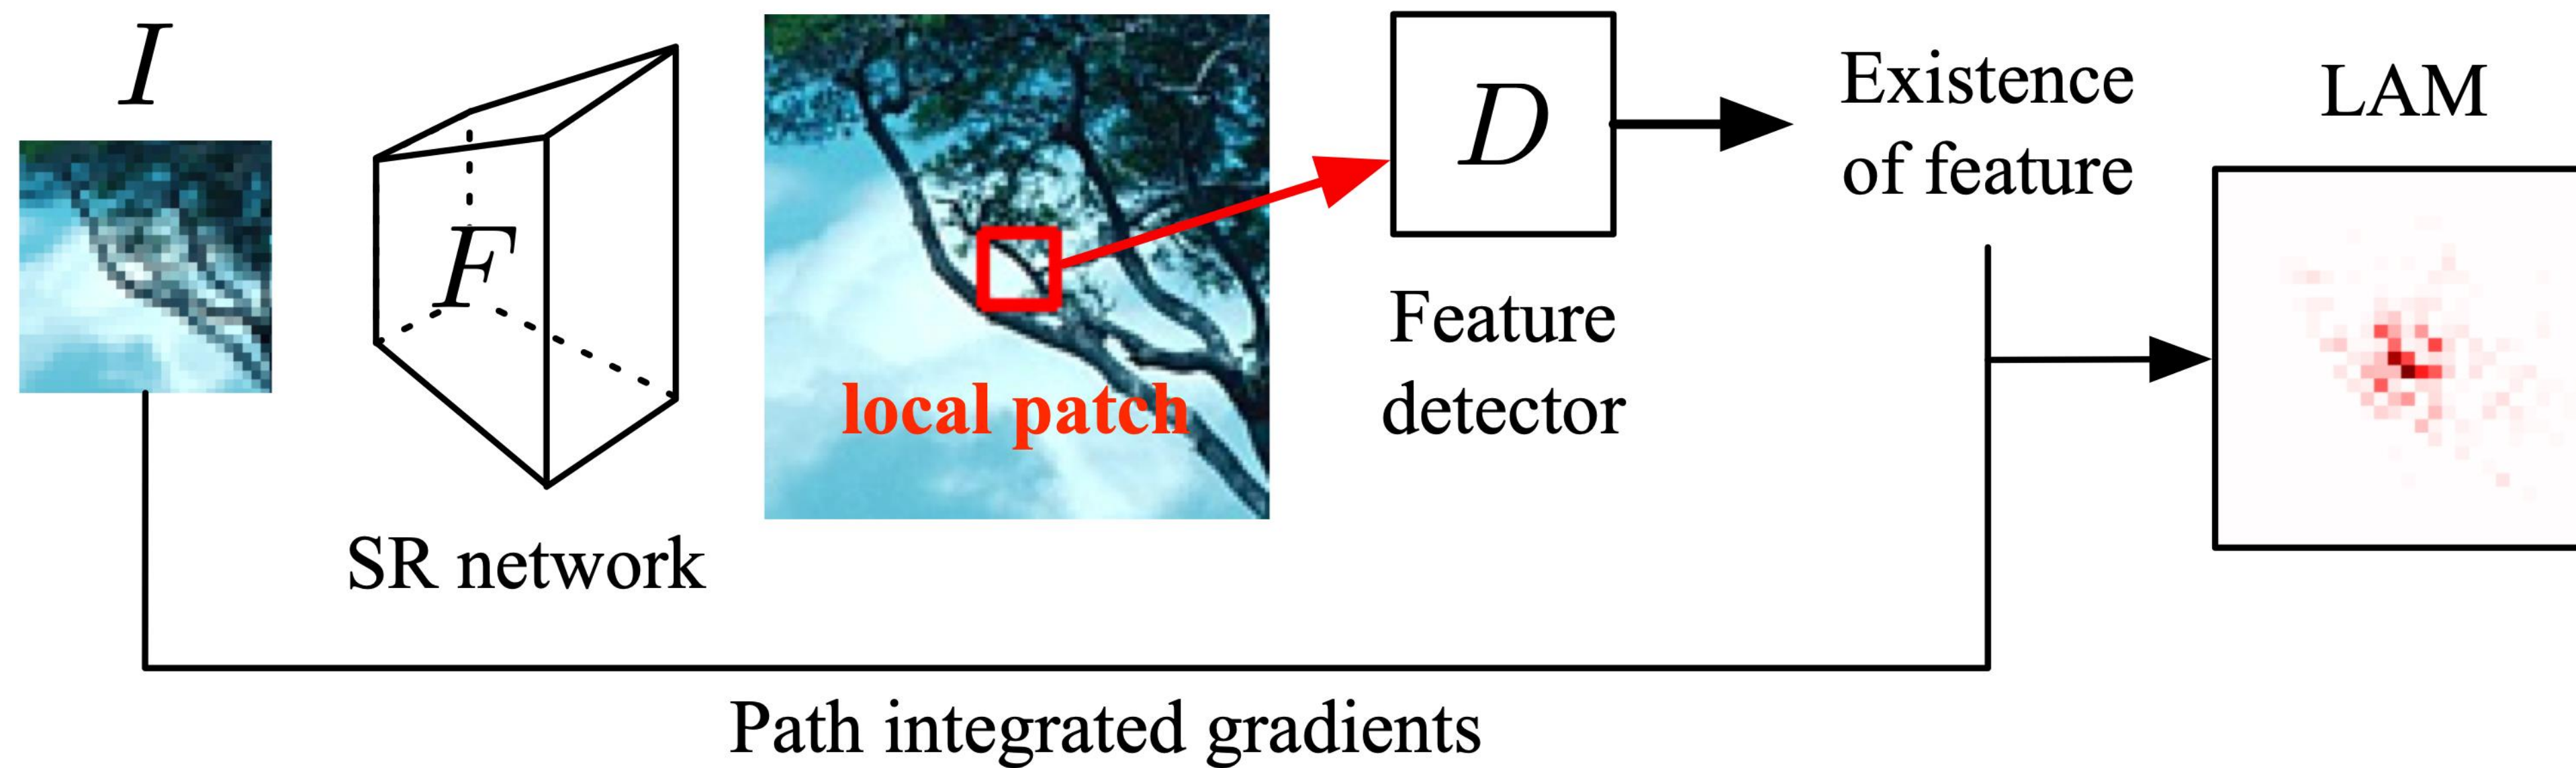 I
F
SR network
local patch
D
Feature
detector
Existence
of feature
LAM
Path integrated gradients